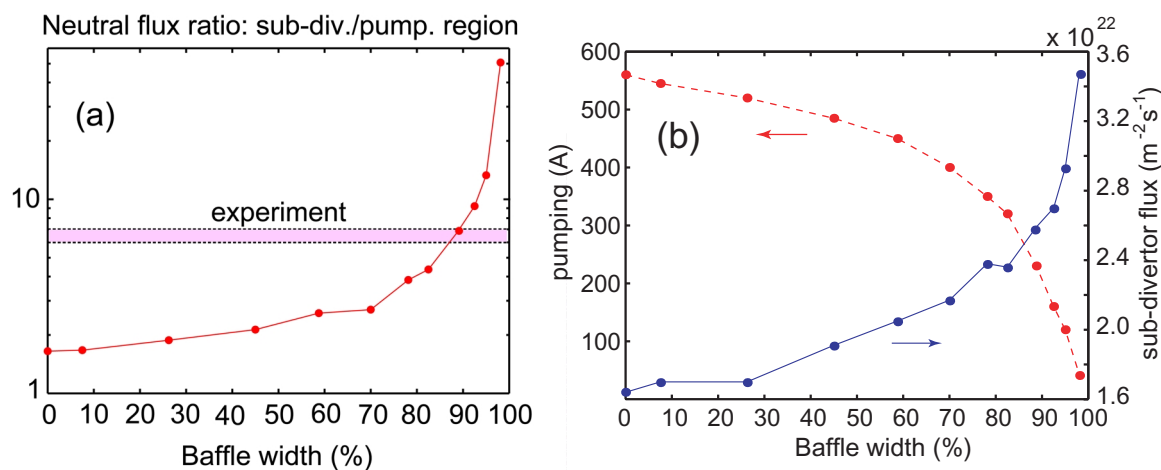 Neutral flux ratio: sub-div./pump. region
(a)
10
experiment
1
0 10 20 30 40 50 60 70 80 90 100
Baffle width (%)
x 10^22
600 3.6
500 3.2
400 2.8
300 2.4
200 2.0
100 1.6
(b)
pumping (A)
sub-divertor flux (m^-2 s^-1)
0 10 20 30 40 50 60 70 80 90 100
Baffle width (%)